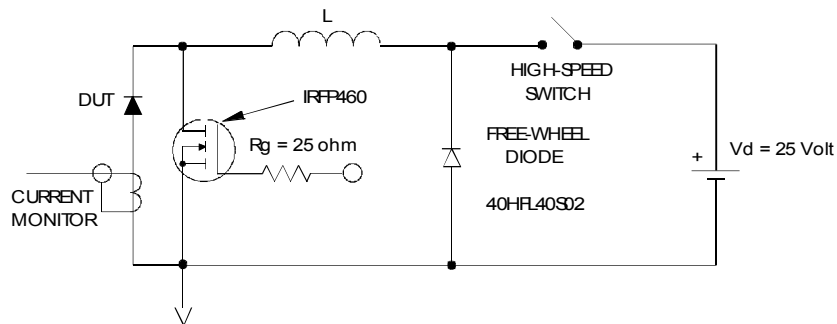 L
HIGH-SPEED
SWITCH
IRFP460
DUT
Rg = 25 ohm
FREE-WHEEL
DIODE
+
Vd = 25 Volt
CURRENT
MONITOR
40HFL40S02